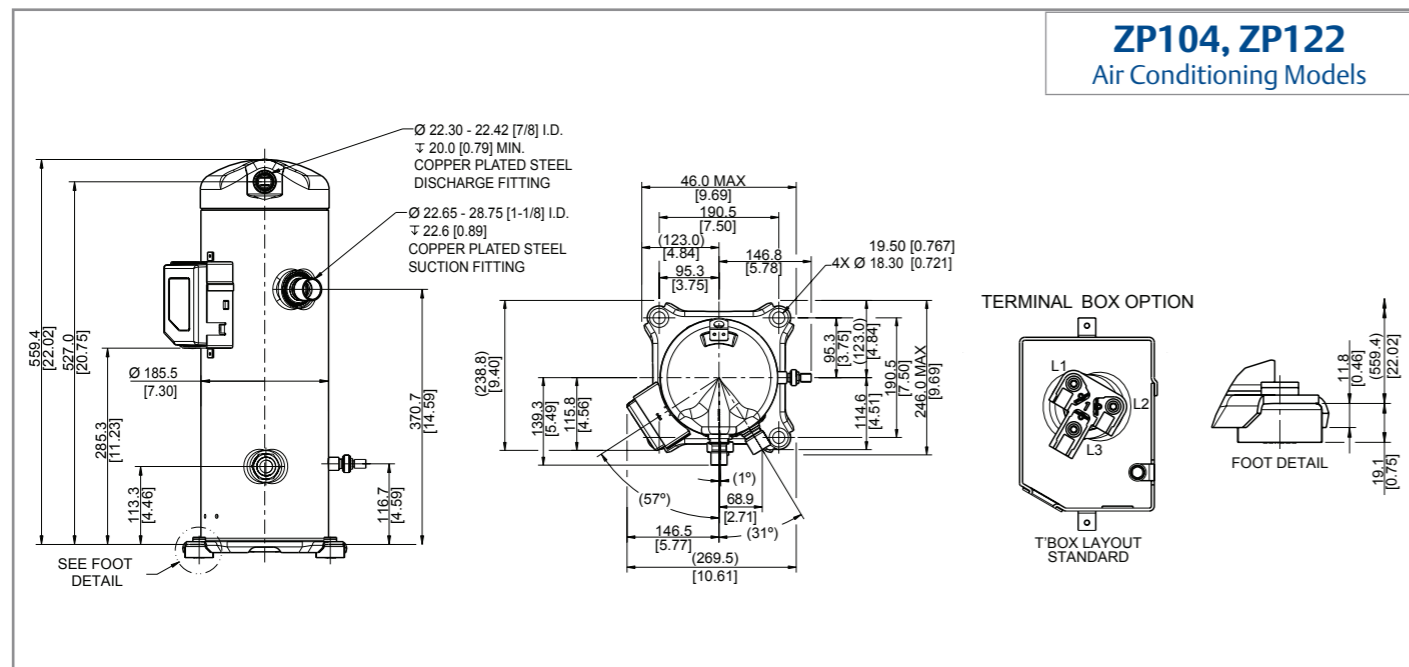 ZP104, ZP122
Air Conditioning Models
Ø 22.30 - 22.42 [7/8] I.D.
↧ 20.0 [0.79] MIN.
COPPER PLATED STEEL
DISCHARGE FITTING
Ø 22.65 - 28.75 [1-1/8] I.D.
↧ 22.6 [0.89]
COPPER PLATED STEEL
SUCTION FITTING
559.4
[22.02]
527.0
[20.75]
Ø 185.5
[7.30]
285.3
[11.23]
113.3
[4.46]
370.7
[14.59]
116.7
[4.59]
SEE FOOT
DETAIL
46.0 MAX
[9.69]
190.5
[7.50]
(123.0)
[4.84]
146.8
[5.78]
95.3
[3.75]
19.50 [0.767]
4X Ø 18.30 [0.721]
(238.8)
[9.40]
139.3
[5.49]
115.8
[4.56]
95.3
[3.75]
(123.0)
[4.84]
190.5
[7.50]
114.6
[4.51]
246.0 MAX
[9.69]
(1º)
(57º)
68.9
[2.71]
(31º)
146.5
[5.77]
(269.5)
[10.61]
TERMINAL BOX OPTION
L1
L2
L3
T'BOX LAYOUT
STANDARD
11.8
[0.46]
(559.4)
[22.02]
19.1
[0.75]
FOOT DETAIL